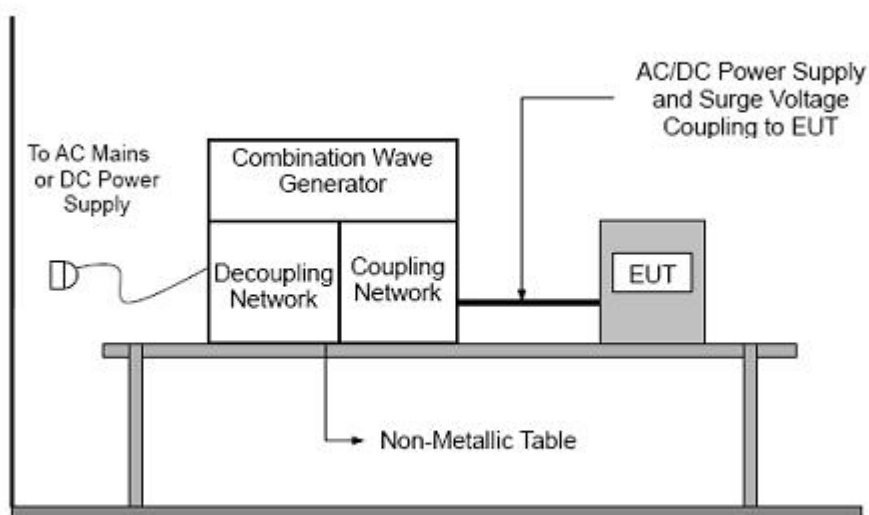 AC/DC Power Supply
and Surge Voltage
Coupling to EUT
To AC Mains
or DC Power
Supply
Combination Wave
Generator
Decoupling
Network
Coupling
Network
EUT
Non-Metallic Table